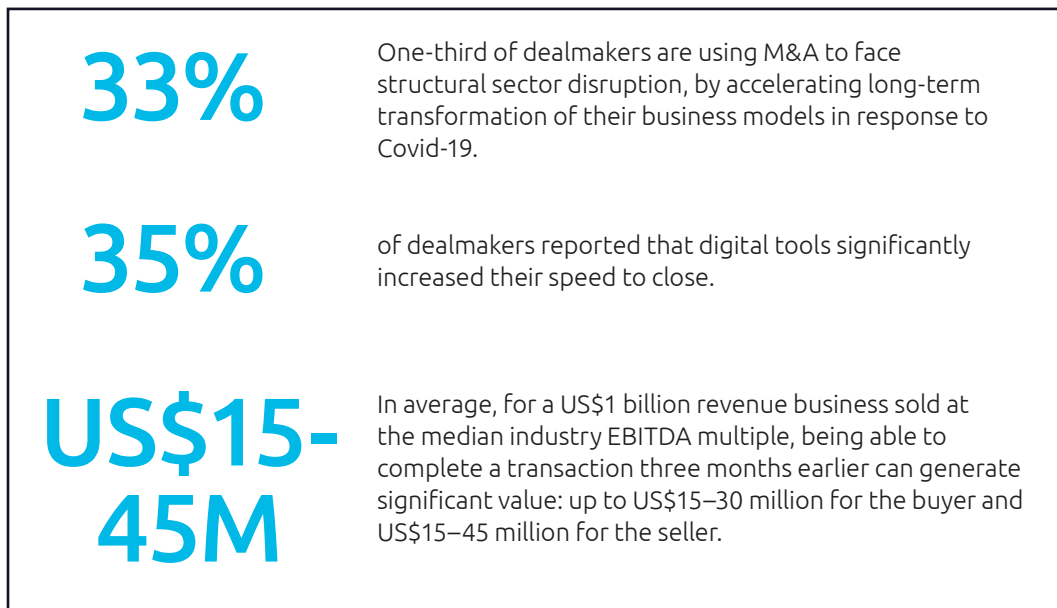 33%
One-third of dealmakers are using M&A to face
structural sector disruption, by accelerating long-term
transformation of their business models in response to
Covid-19.
35%
of dealmakers reported that digital tools significantly
increased their speed to close.
US$15-
45M
In average, for a US$1 billion revenue business sold at
the median industry EBITDA multiple, being able to
complete a transaction three months earlier can generate
significant value: up to US$15–30 million for the buyer and
US$15–45 million for the seller.